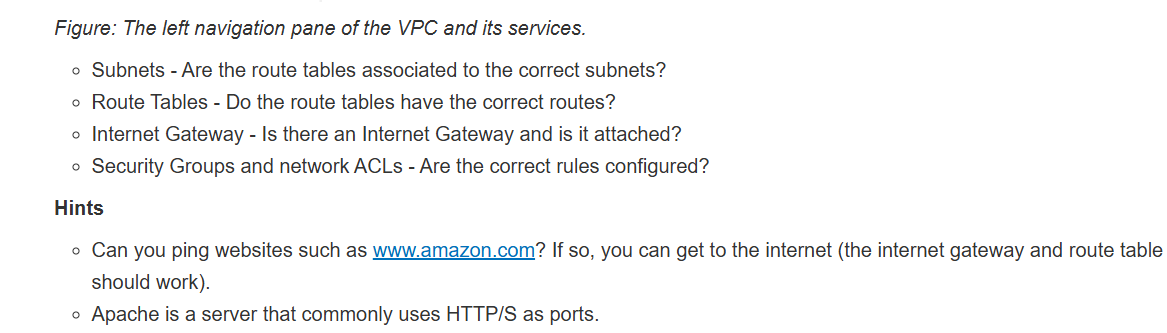 Figure: The left navigation pane of the VPC and its services.
Subnets - Are the route tables associated to the correct subnets?
Route Tables - Do the route tables have the correct routes?
Internet Gateway - Is there an Internet Gateway and is it attached?
Security Groups and network ACLs - Are the correct rules configured?
Hints
Can you ping websites such as www.amazon.com? If so, you can get to the internet (the internet gateway and route table
should work).
Apache is a server that commonly uses HTTP/S as ports.